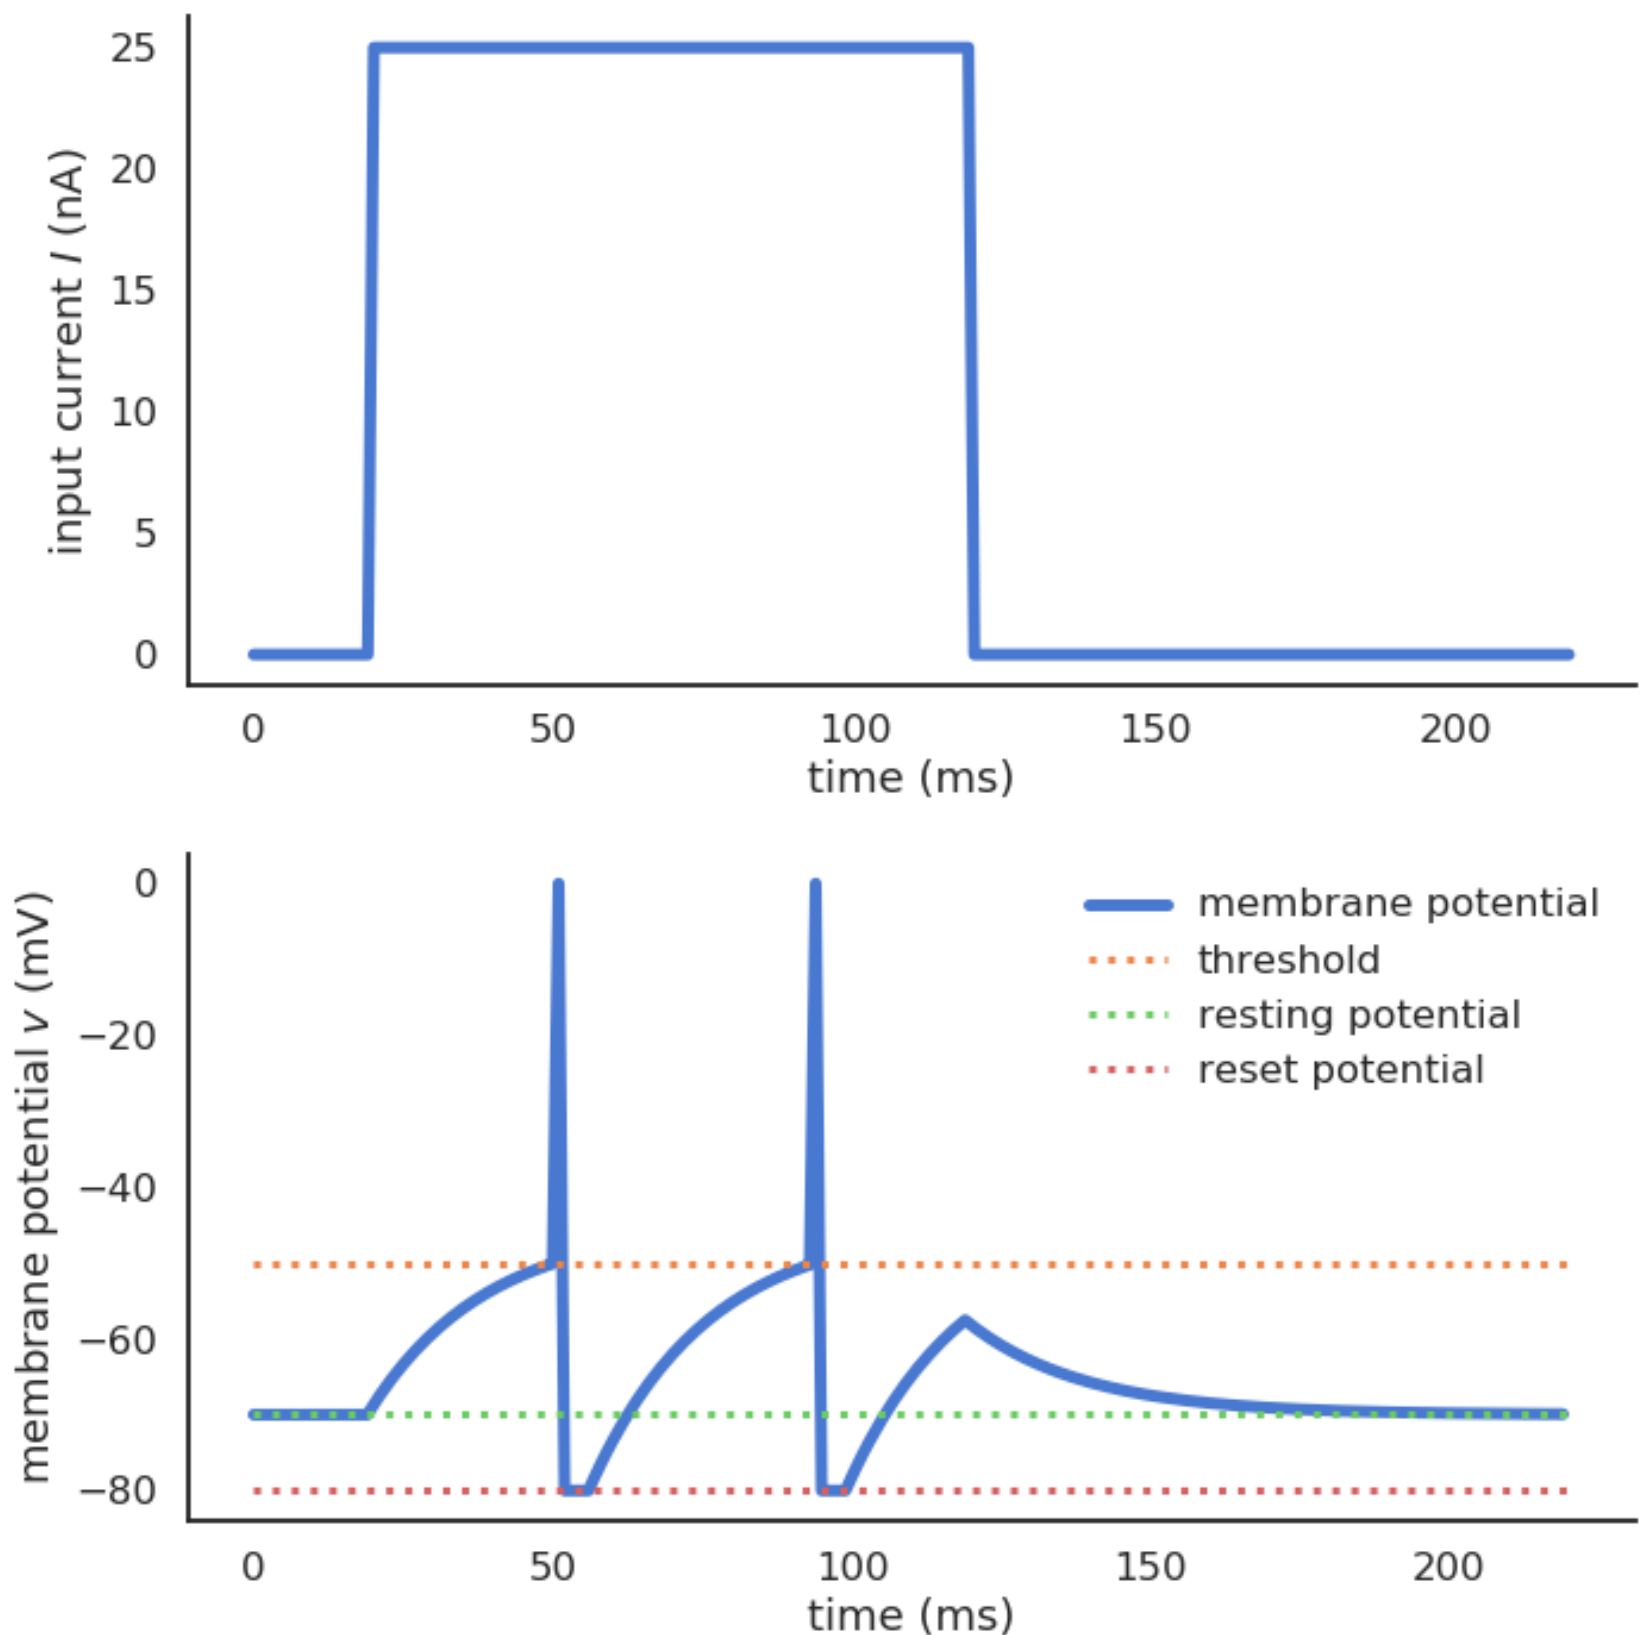 25
20
15
10
5
0
input current I (nA)
0 50 100 150 200
time (ms)
0
−20
−40
−60
−80
membrane potential v (mV)
membrane potential
threshold
resting potential
reset potential
0 50 100 150 200
time (ms)